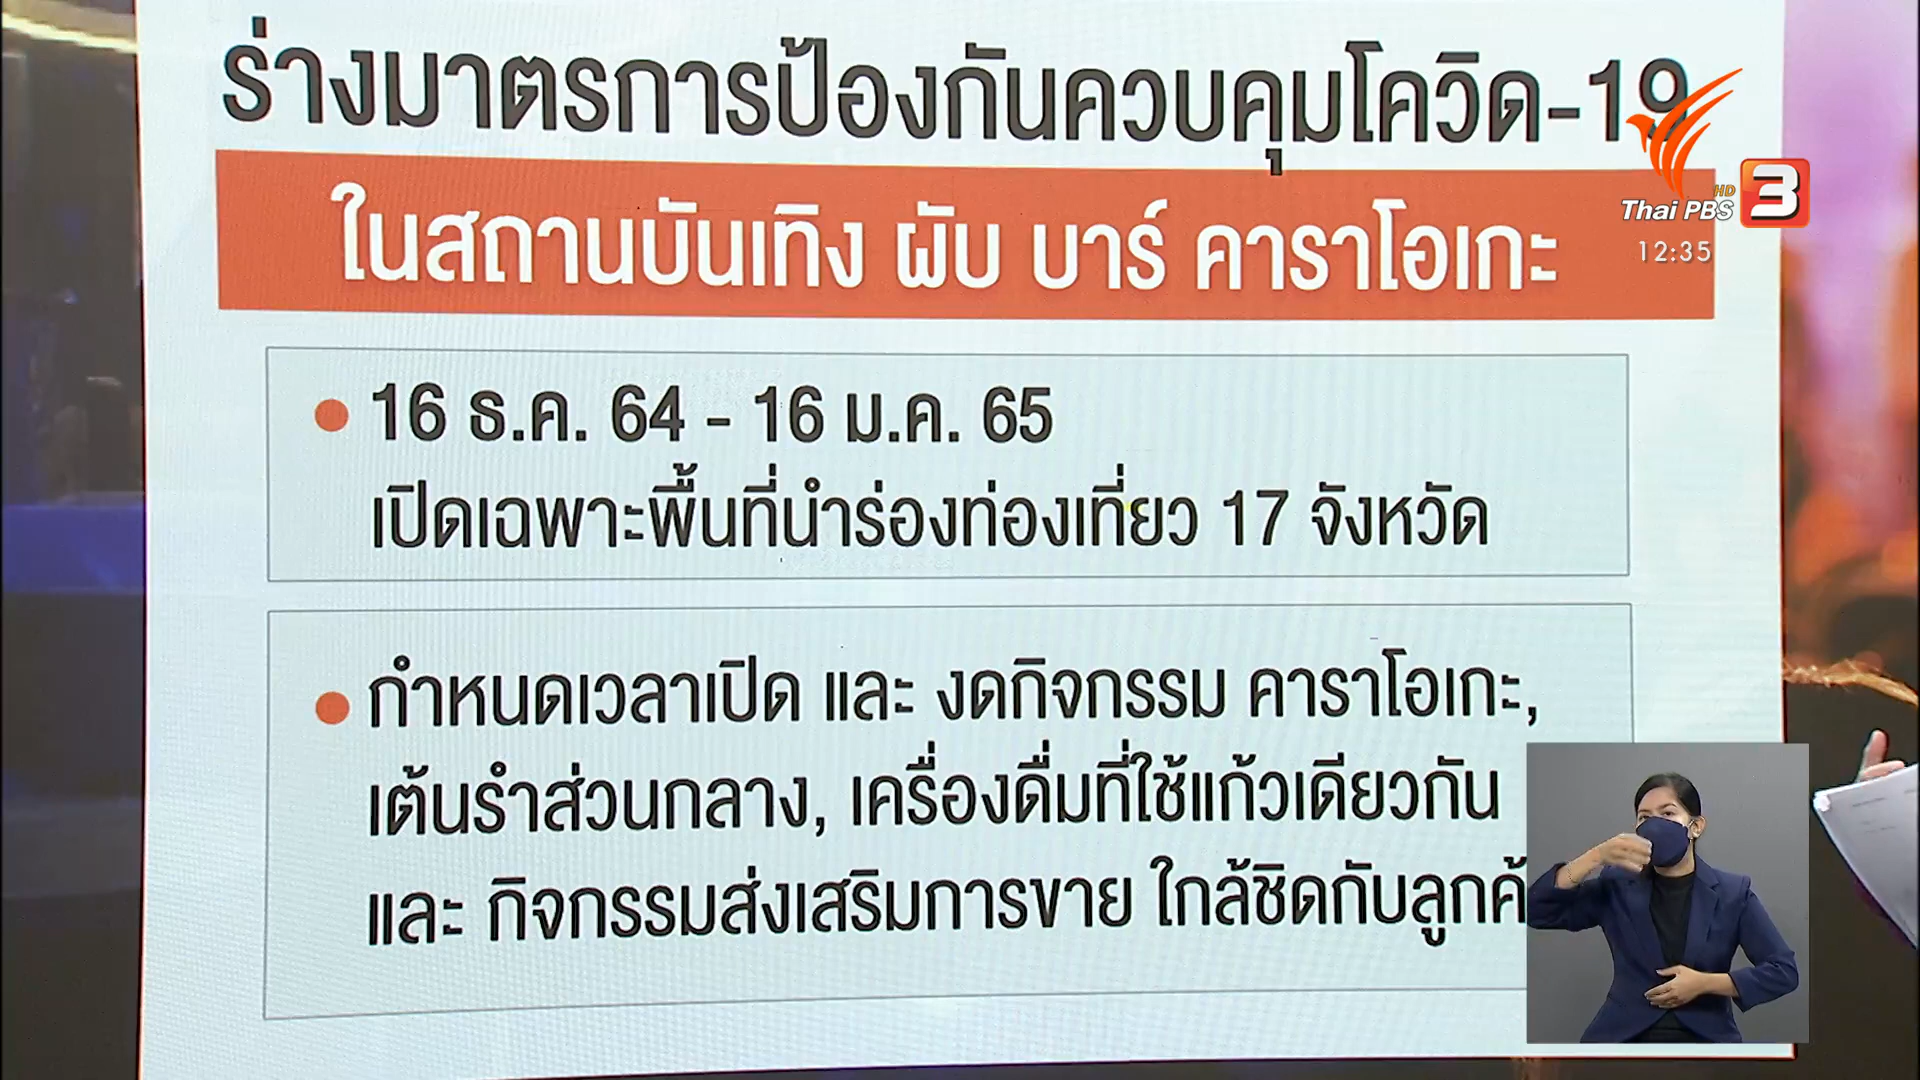 ร่างมาตรการป้องกันควบคุมโควิด-19
ในสถานบันเทิง ผับ บาร์ คาราโอเกะ
Thai PBS HD 3
12:35
16 ธ.ค. 64 - 16 ม.ค. 65
เปิดเฉพาะพื้นที่นำร่องท่องเที่ยว 17 จังหวัด
กำหนดเวลาเปิด และ งดกิจกรรม คาราโอเกะ,
เต้นรำส่วนกลาง, เครื่องดื่มที่ใช้แก้วเดียวกัน
และ กิจกรรมส่งเสริมการขาย ใกล้ชิดกับลูกค้